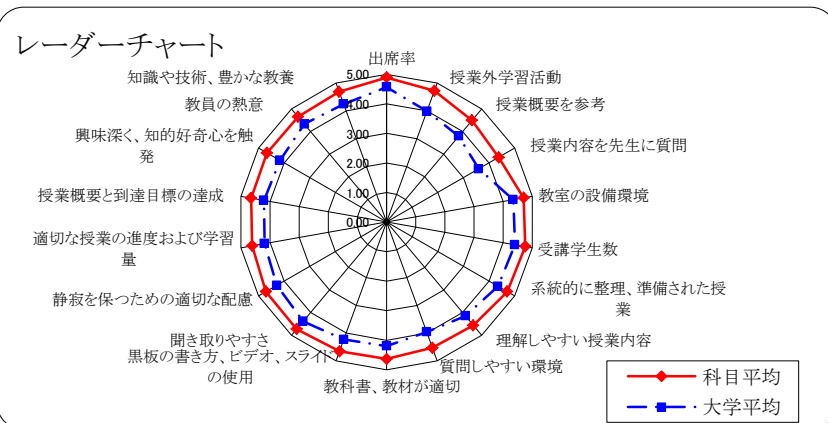 レーダーチャート
出席率
授業外学習活動
授業概要を参考
授業内容を先生に質問
教室の設備環境
受講学生数
系統的に整理、準備された授
業
理解しやすい授業内容
質問しやすい環境
教科書、教材が適切
黒板の書き方、ビデオ、スライド
の使用
聞き取りやすさ
静寂を保つための適切な配慮
適切な授業の進度および学習
量
授業概要と到達目標の達成
興味深く、知的好奇心を触
発
教員の熱意
知識や技術、豊かな教養
5.00
4.00
3.00
2.00
1.00
0.00
科目平均
大学平均